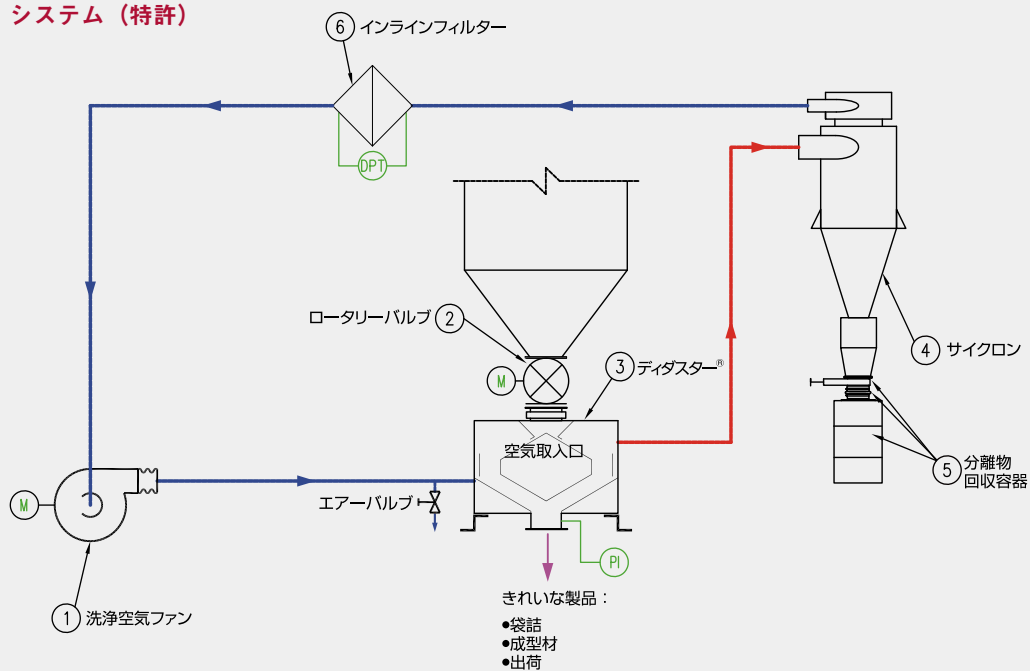 システム（特許）
⑥ インラインフィルター
DPT
ロータリーバルブ ②
M
③ ディダスター®
④ サイクロン
空気取入口
⑤ 分離物
回収容器
M
エアーバルブ
PI
① 洗浄空気ファン
きれいな製品：
●袋詰
●成型材
●出荷